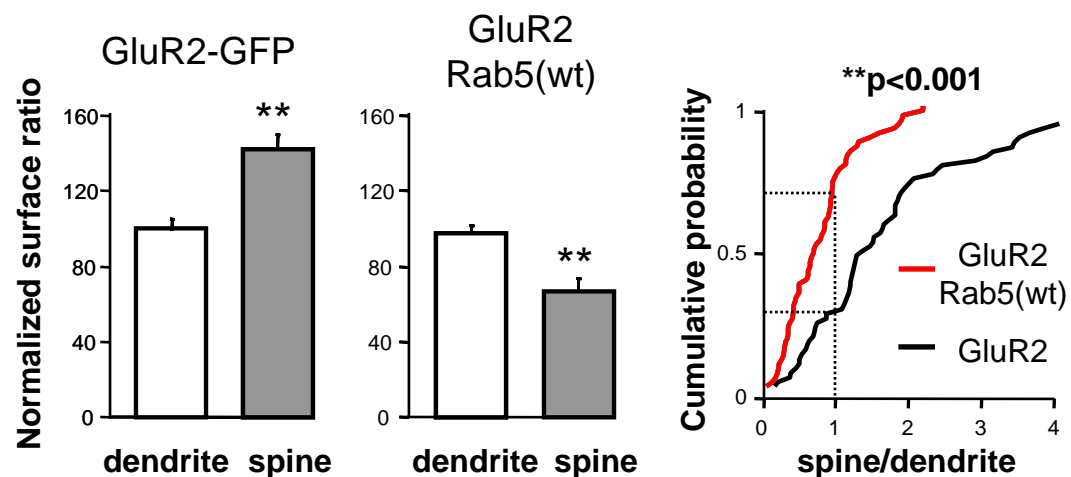 GluR2-GFP
Normalized surface ratio
160
120
80
40
0
**
dendrite spine
GluR2
Rab5(wt)
160
120
80
40
0
**
dendrite spine
**p<0.001
Cumulative probability
1
0.5
0
0 1 2 3 4
spine/dendrite
GluR2
Rab5(wt)
GluR2